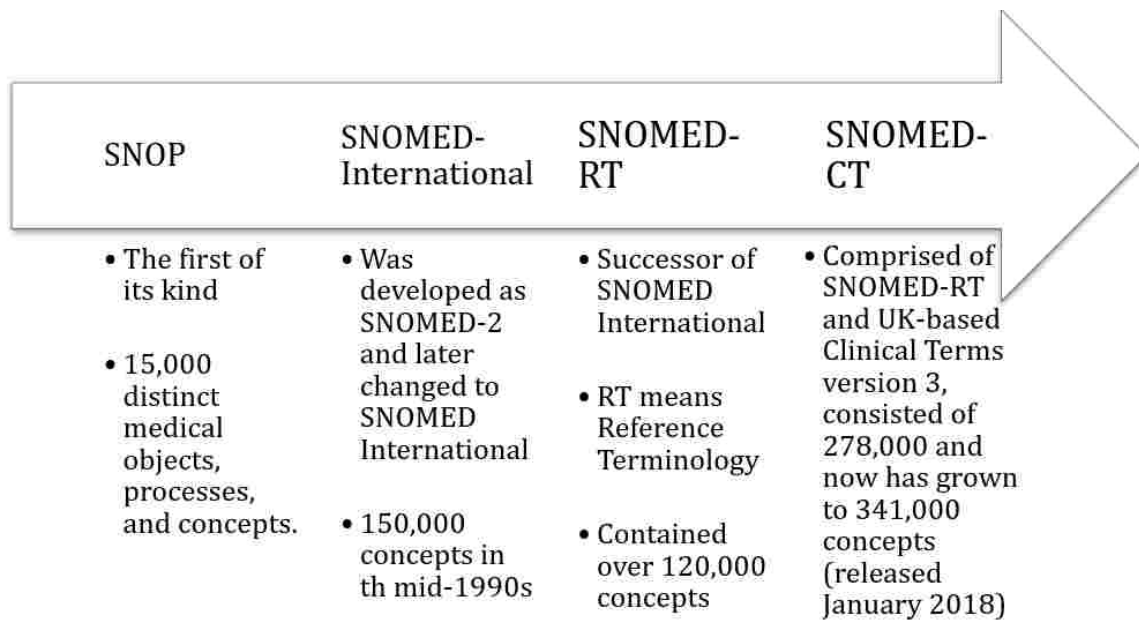 SNOP
SNOMED-
International
SNOMED-
RT
SNOMED-
CT
• The first of
its kind
• 15,000
distinct
medical
objects,
processes,
and concepts.
• Was
developed as
SNOMED-2
and later
changed to
SNOMED
International
• 150,000
concepts in
th mid-1990s
• Successor of
SNOMED
International
• RT means
Reference
Terminology
• Contained
over 120,000
concepts
• Comprised of
SNOMED-RT
and UK-based
Clinical Terms
version 3,
consisted of
278,000 and
now has grown
to 341,000
concepts
(released
January 2018)